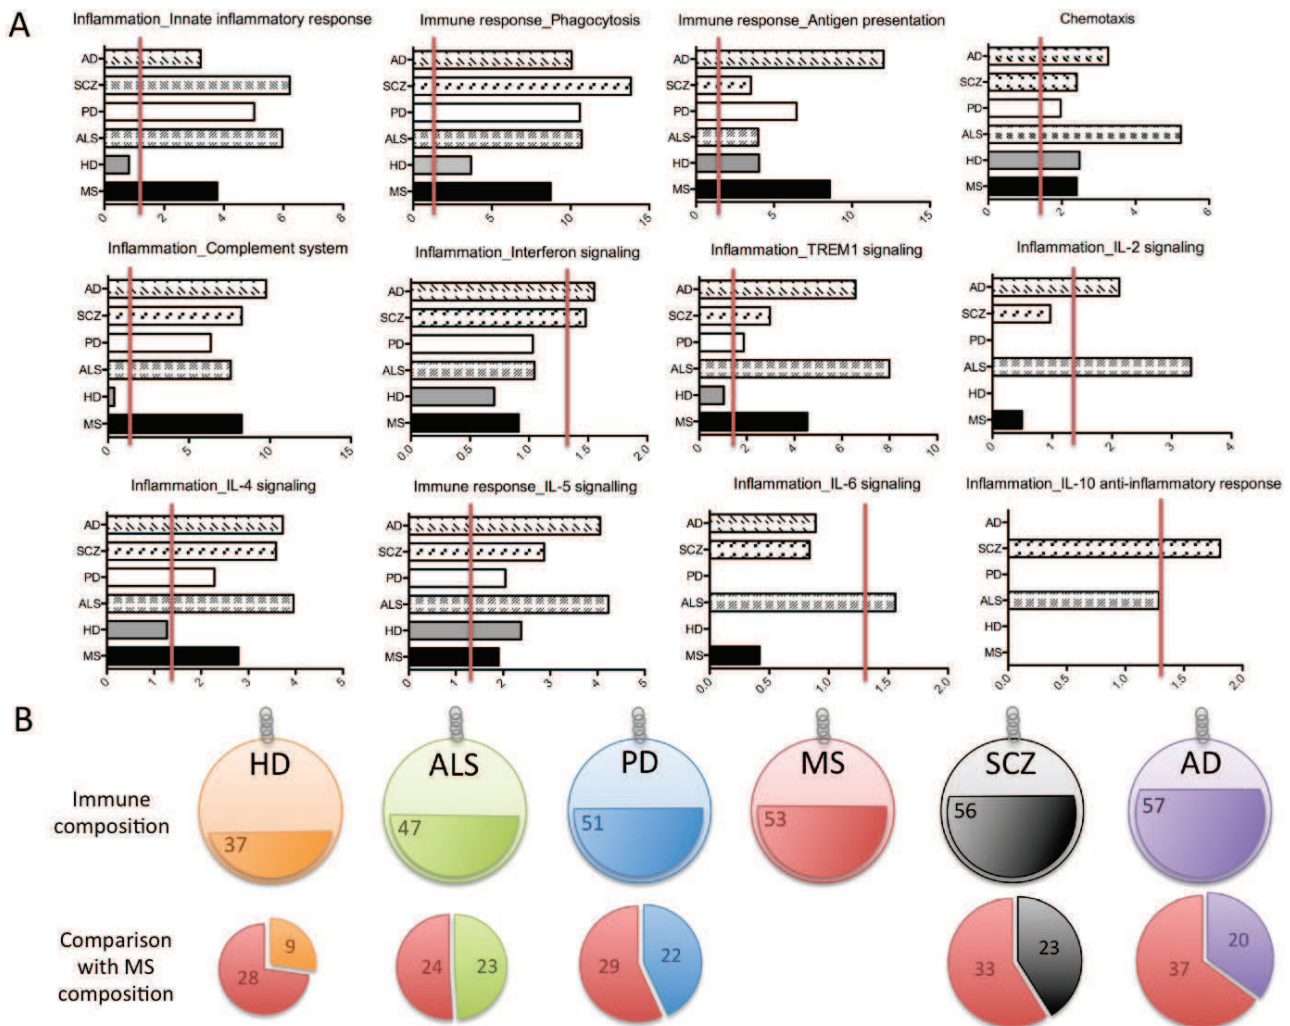 A
Inflammation_Innate inflammatory response
AD
SCZ
PD
ALS
HD
MS
0 2 4 6 8
Immune response_Phagocytosis
AD
SCZ
PD
ALS
HD
MS
0 5 10 15
Immune response_Antigen presentation
AD
SCZ
PD
ALS
HD
MS
0 5 10 15
Chemotaxis
AD
SCZ
PD
ALS
HD
MS
0 2 4 6
Inflammation_Complement system
AD
SCZ
PD
ALS
HD
MS
0 5 10 15
Inflammation_Interferon signaling
AD
SCZ
PD
ALS
HD
MS
0.0 0.5 1.0 1.5 2.0
Inflammation_TREM1 signaling
AD
SCZ
PD
ALS
HD
MS
0 2 4 6 8 10
Inflammation_IL-2 signaling
AD
SCZ
PD
ALS
HD
MS
0 1 2 3 4
Inflammation_IL-4 signaling
AD
SCZ
PD
ALS
HD
MS
0 1 2 3 4 5
Immune response_IL-5 signalling
AD
SCZ
PD
ALS
HD
MS
0 1 2 3 4 5
Inflammation_IL-6 signaling
AD
SCZ
PD
ALS
HD
MS
0.0 0.5 1.0 1.5 2.0
Inflammation_IL-10 anti-inflammatory response
AD
SCZ
PD
ALS
HD
MS
0.0 0.5 1.0 1.5 2.0
B
HD ALS PD MS SCZ AD
Immune
composition
37 47 51 53 56 57
Comparison
with MS
composition
28 9 24 23 29 22 33 23 37 20